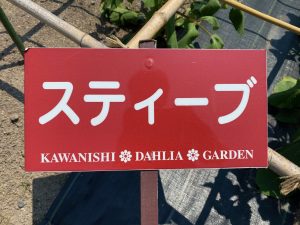 スティーブ
KAWANISHI ❁ DAHLIA ❁ GARDEN